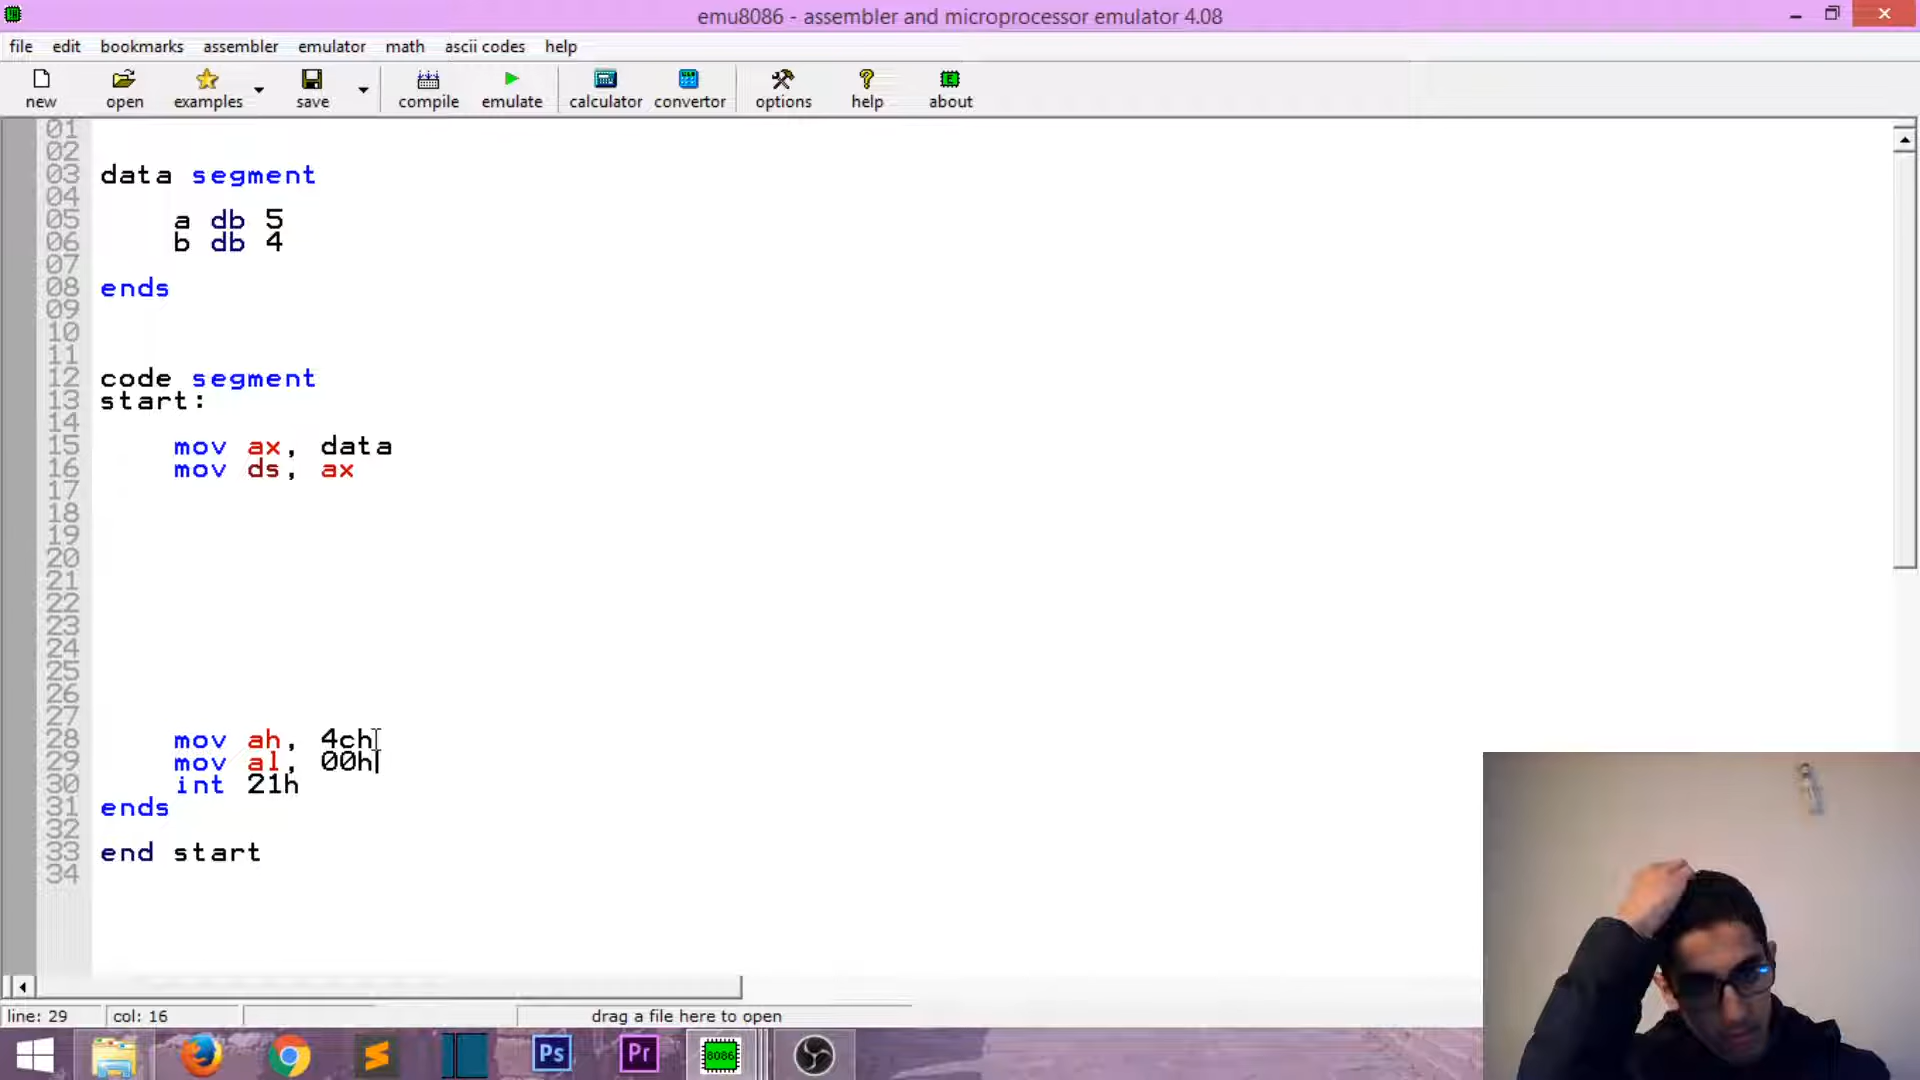 emu8086 - assembler and microprocessor emulator 4.08
file edit bookmarks assembler emulator math ascii codes help
new open examples save compile emulate calculator convertor options help about
01
02
03 data segment
04
05 a db 5
06 b db 4
07
08 ends
09
10
11
12 code segment
13 start:
14
15 mov ax, data
16 mov ds, ax
17
18
19
20
21
22
23
24
25
26
27
28 mov ah, 4ch
29 mov al, 00h
30 int 21h
31 ends
32
33 end start
34
line: 29 col: 16 drag a file here to open
Ps Pr 8086